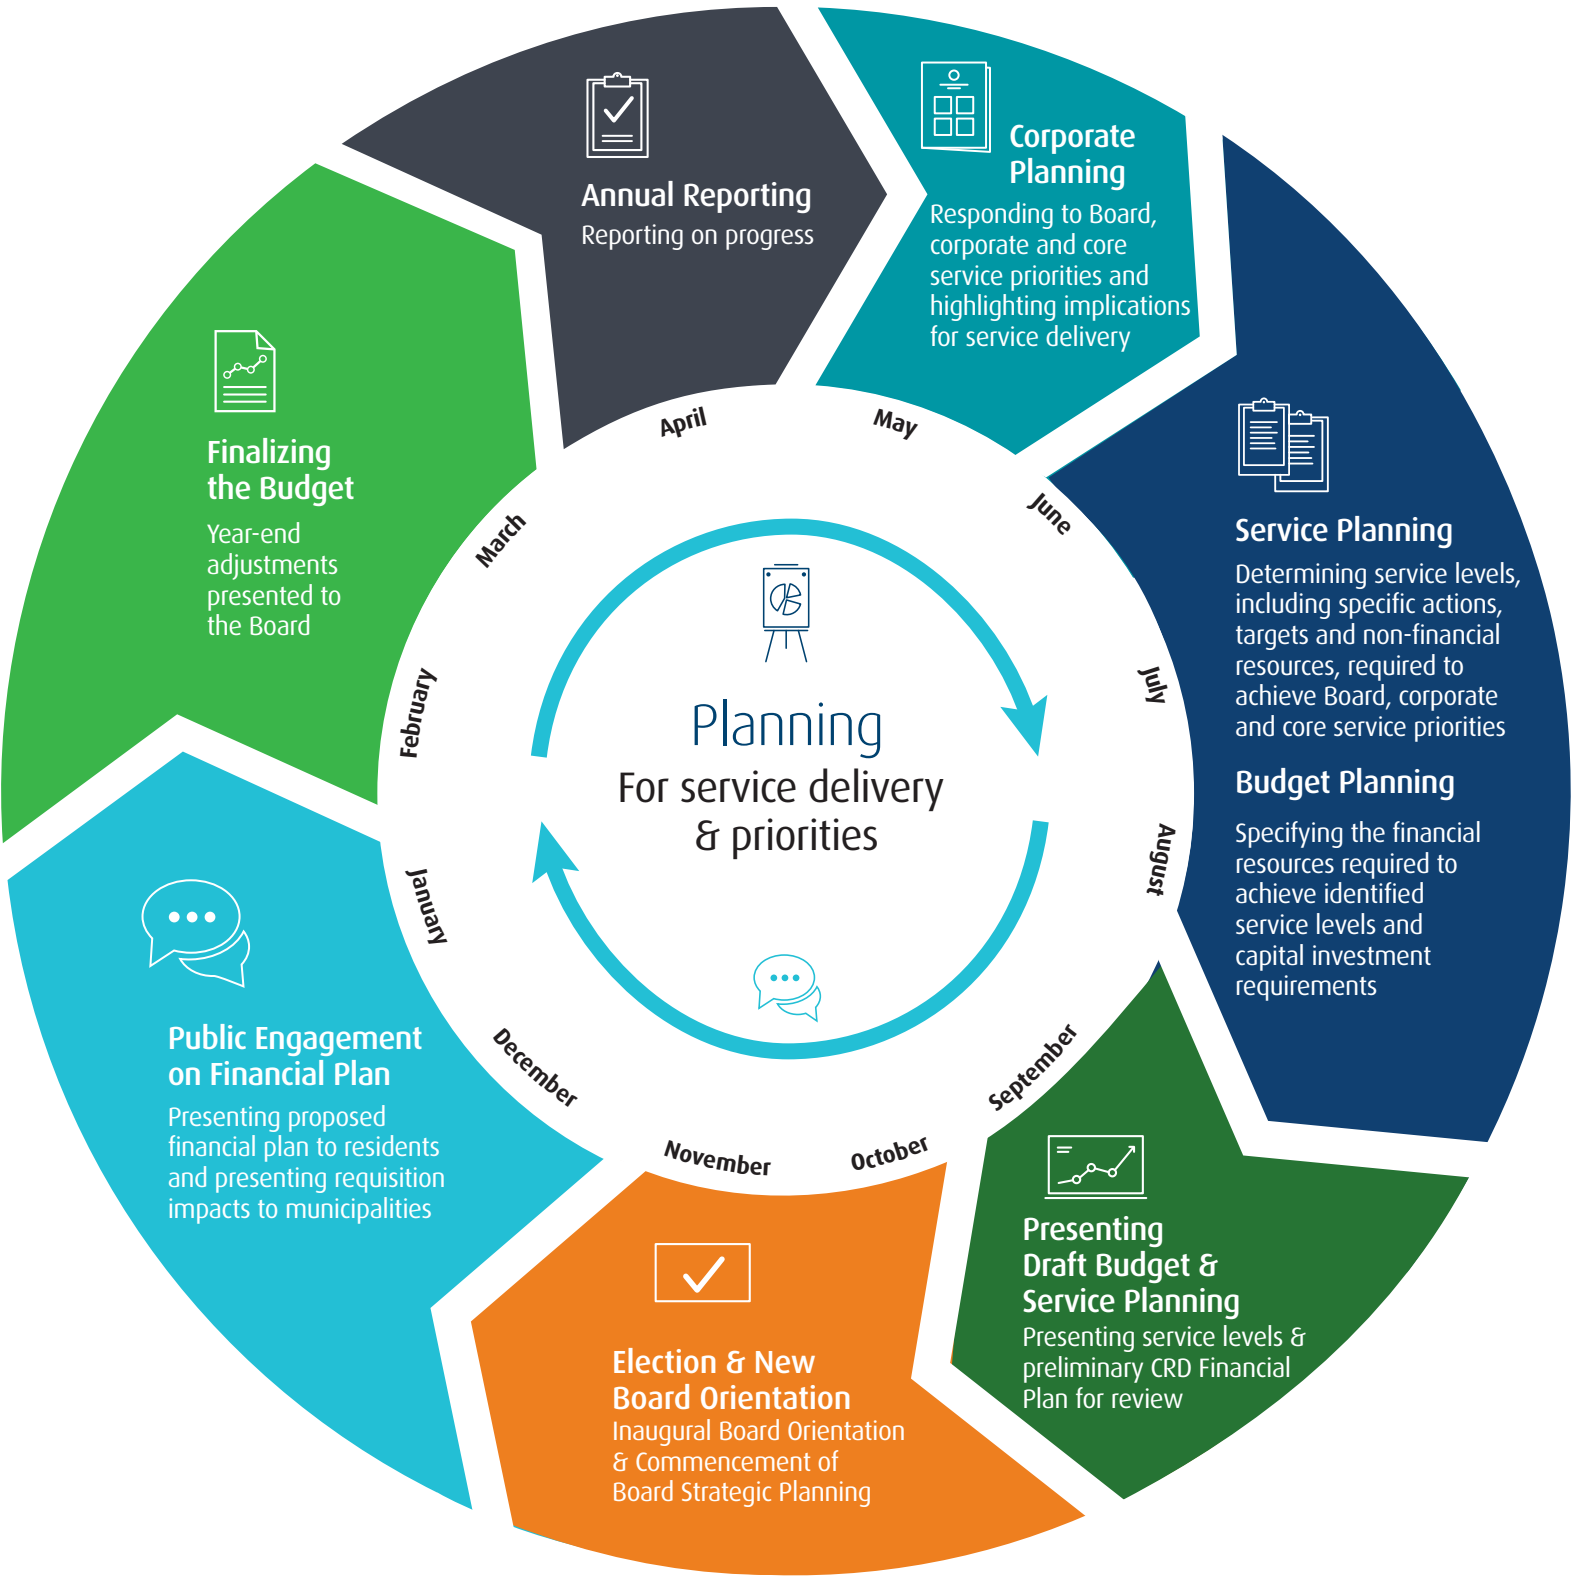 Annual Reporting
Reporting on progress
Corporate
Planning
Responding to Board,
corporate and core
service priorities and
highlighting implications
for service delivery
Service Planning
Determining service levels,
including specific actions,
targets and non-financial
resources, required to
achieve Board, corporate
and core service priorities
Budget Planning
Specifying the financial
resources required to
achieve identified
service levels and
capital investment
requirements
Presenting
Draft Budget &
Service Planning
Presenting service levels &
preliminary CRD Financial
Plan for review
Election & New
Board Orientation
Inaugural Board Orientation
& Commencement of
Board Strategic Planning
Public Engagement
on Financial Plan
Presenting proposed
financial plan to residents
and presenting requisition
impacts to municipalities
Finalizing
the Budget
Year-end
adjustments
presented to
the Board
April
May
June
July
August
September
October
November
December
January
February
March
Planning
For service delivery
& priorities